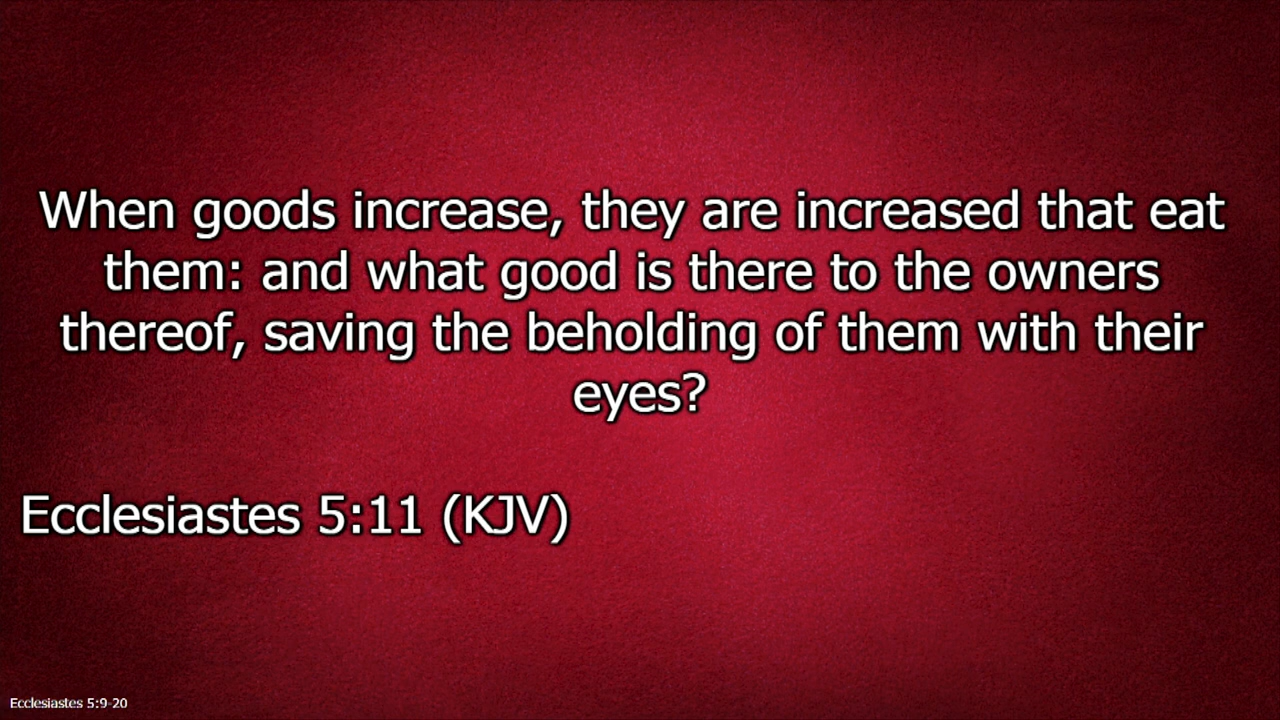 When goods increase, they are increased that eat
them: and what good is there to the owners
thereof, saving the beholding of them with their
eyes?
Ecclesiastes 5:11 (KJV)
Ecclesiastes 5:9-20